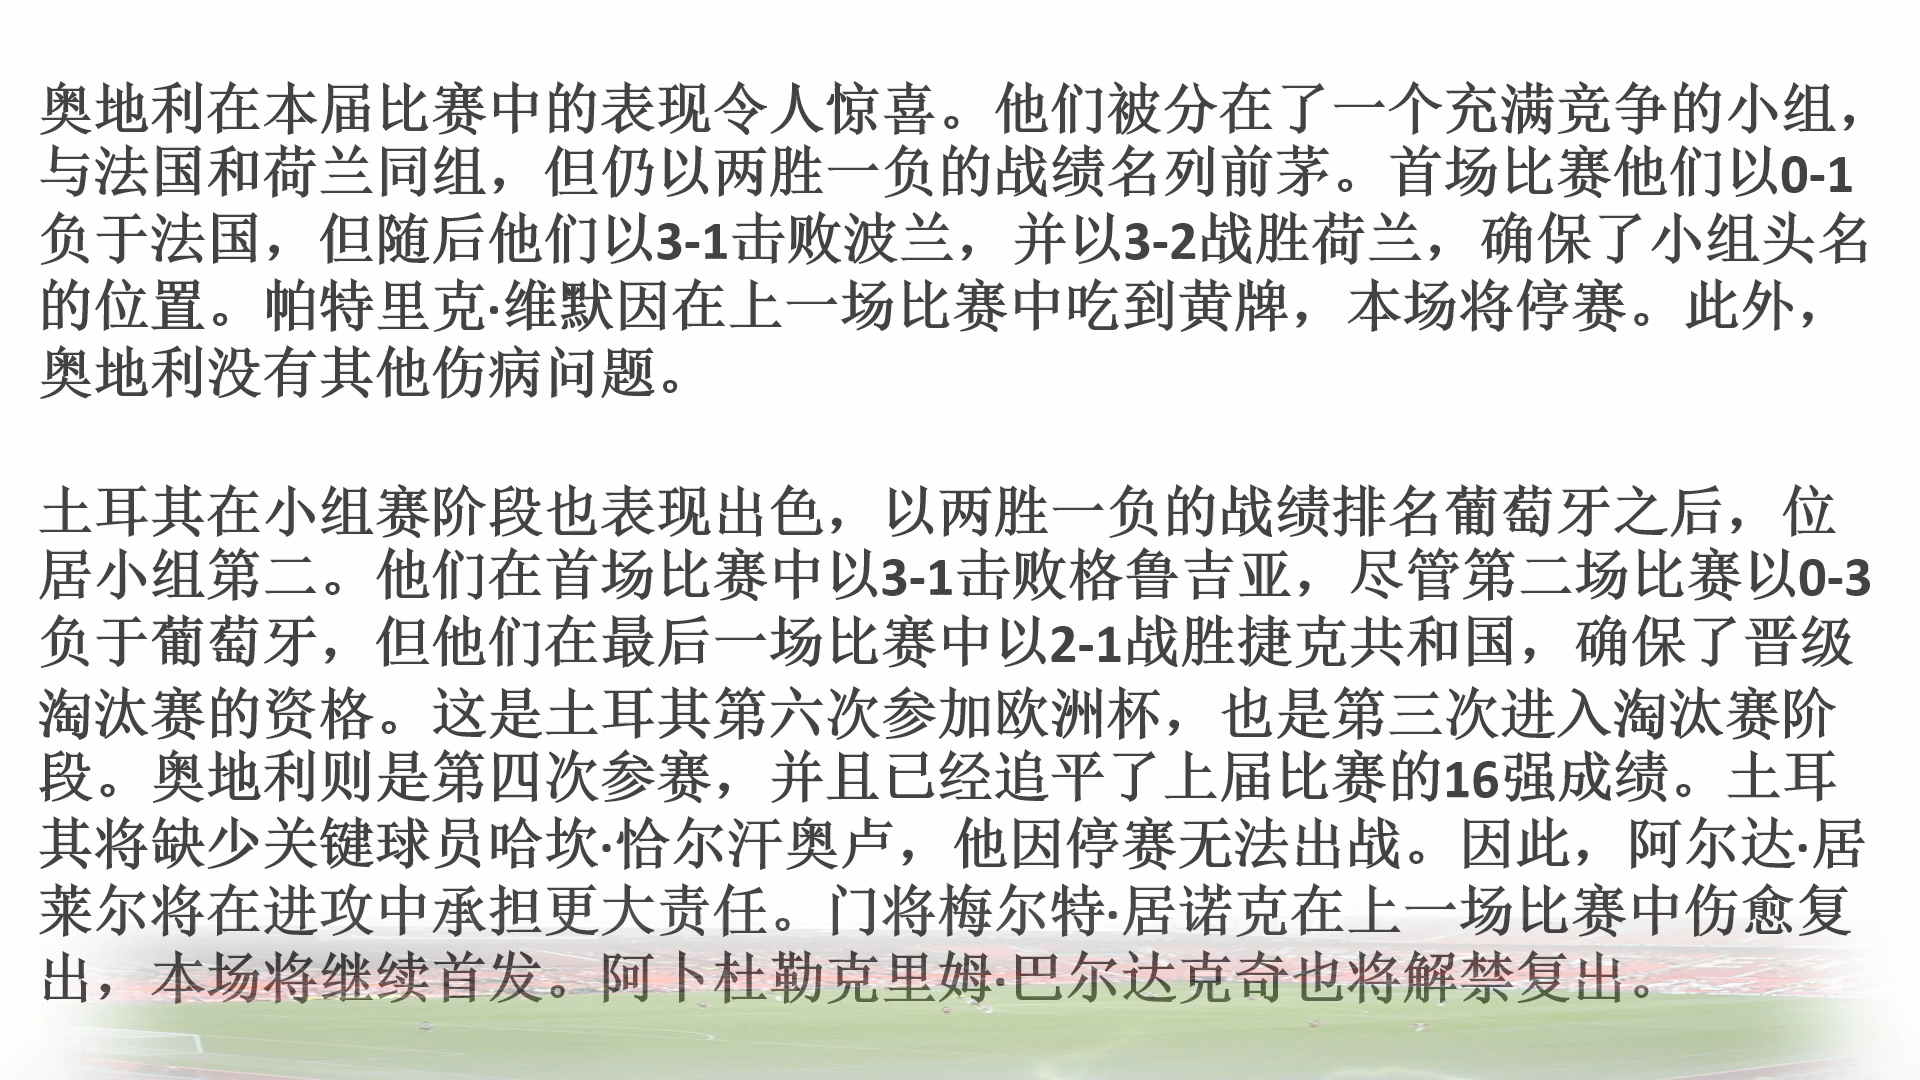 奥地利在本届比赛中的表现令人惊喜。他们被分在了一个充满竞争的小组，
与法国和荷兰同组，但仍以两胜一负的战绩名列前茅。首场比赛他们以0-1
负于法国，但随后他们以3-1击败波兰，并以3-2战胜荷兰，确保了小组头名
的位置。帕特里克·维默因在上一场比赛中吃到黄牌，本场将停赛。此外，
奥地利没有其他伤病问题。
土耳其在小组赛阶段也表现出色，以两胜一负的战绩排名葡萄牙之后，位
居小组第二。他们在首场比赛中以3-1击败格鲁吉亚，尽管第二场比赛以0-3
负于葡萄牙，但他们在最后一场比赛中以2-1战胜捷克共和国，确保了晋级
淘汰赛的资格。这是土耳其第六次参加欧洲杯，也是第三次进入淘汰赛阶
段。奥地利则是第四次参赛，并且已经追平了上届比赛的16强成绩。土耳
其将缺少关键球员哈坎·恰尔汗奥卢，他因停赛无法出战。因此，阿尔达·居
莱尔将在进攻中承担更大责任。门将梅尔特·居诺克在上一场比赛中伤愈复
出，本场将继续首发。阿卜杜勒克里姆·巴尔达克奇也将解禁复出。